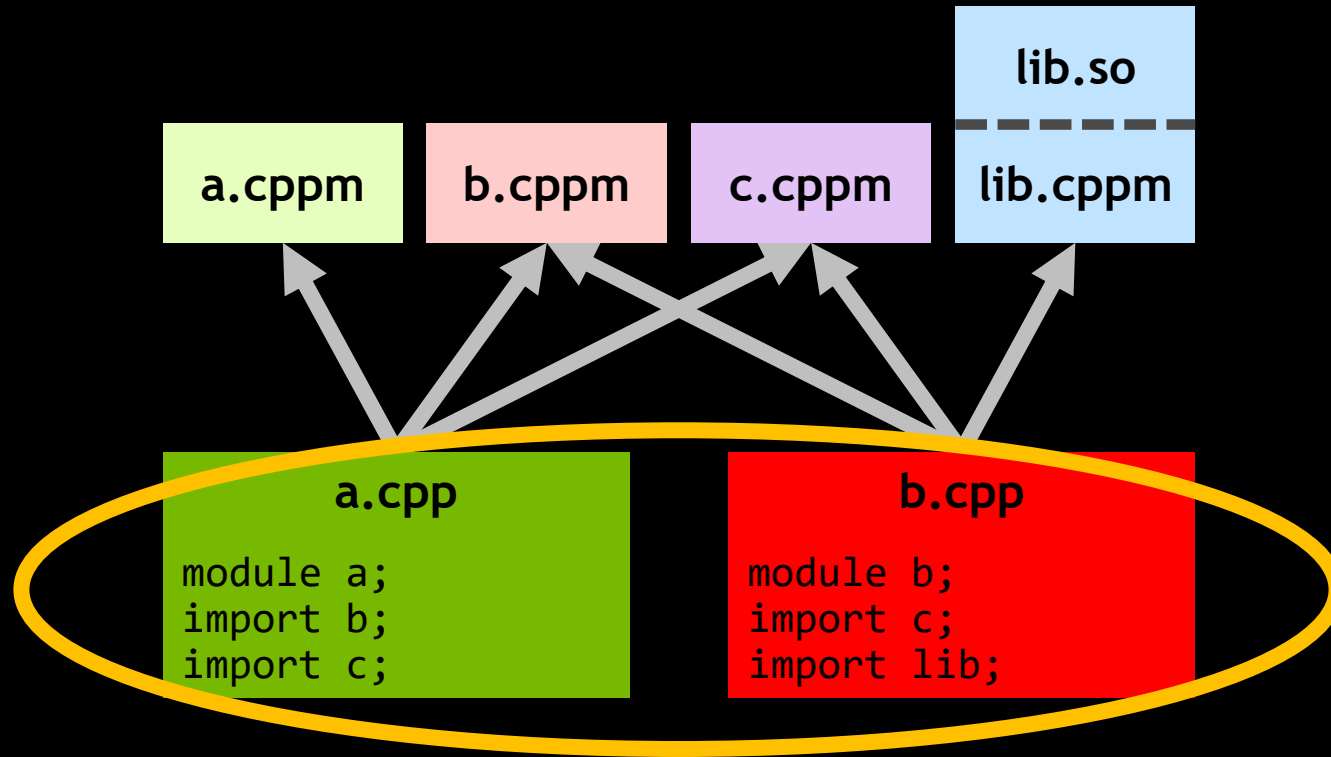 lib.so
a.cppm
b.cppm
c.cppm
lib.cppm
a.cpp
module a;
import b;
import c;
b.cpp
module b;
import c;
import lib;